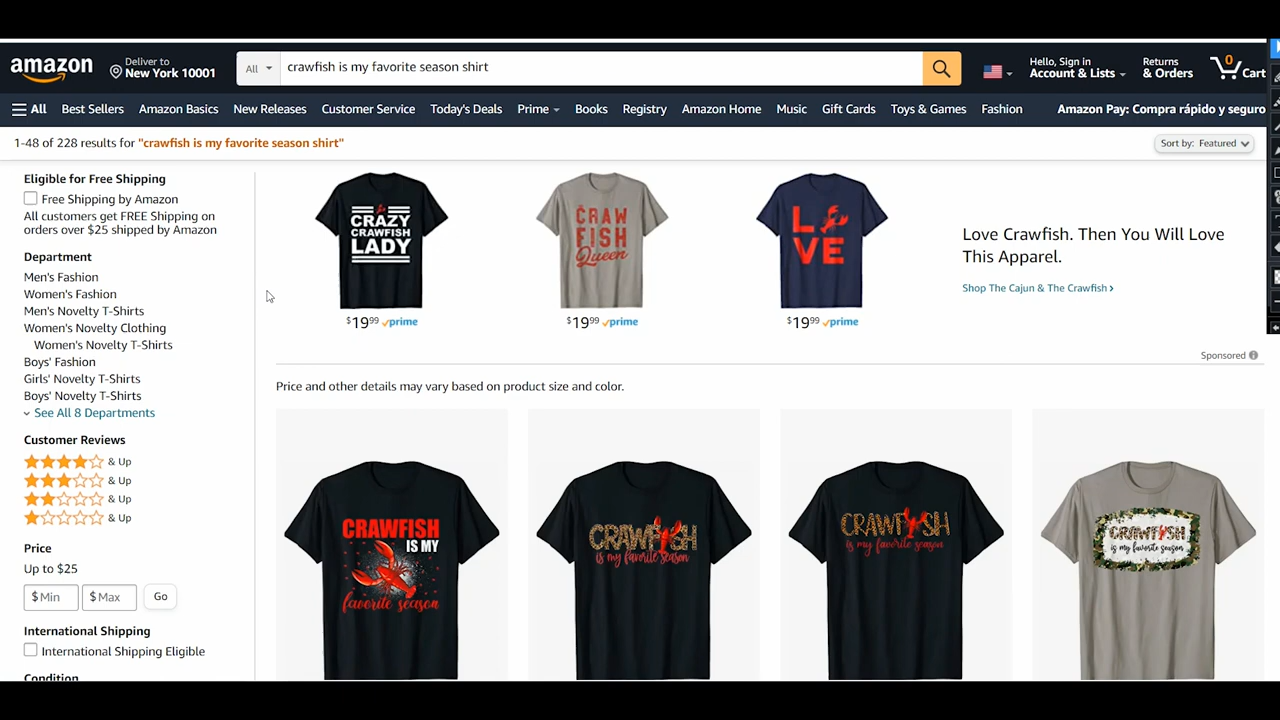 amazon
Deliver to
New York 10001
All
crawfish is my favorite season shirt
Hello, Sign in
Account & Lists
Returns
& Orders
0
Cart
All
Best Sellers
Amazon Basics
New Releases
Customer Service
Today's Deals
Prime
Books
Registry
Amazon Home
Music
Gift Cards
Toys & Games
Fashion
Amazon Pay: Compra rápido y seguro
1-48 of 228 results for "crawfish is my favorite season shirt"
Sort by: Featured
Eligible for Free Shipping
Free Shipping by Amazon
All customers get FREE Shipping on
orders over $25 shipped by Amazon
Department
Men's Fashion
Women's Fashion
Men's Novelty T-Shirts
Women's Novelty Clothing
Women's Novelty T-Shirts
Boys' Fashion
Girls' Novelty T-Shirts
Boys' Novelty T-Shirts
See All 8 Departments
Customer Reviews
& Up
& Up
& Up
& Up
Price
Up to $25
$ Min
$ Max
Go
International Shipping
International Shipping Eligible
Condition
CRAZY
CRAWFISH
LADY
$19.99 prime
CRAW
FISH
Queen
$19.99 prime
L
VE
$19.99 prime
Love Crawfish. Then You Will Love
This Apparel.
Shop The Cajun & The Crawfish ›
Sponsored
Price and other details may vary based on product size and color.
CRAWFISH
IS MY
favorite season
CRAWFISH
is my favorite season
CRAWFISH
is my favorite season
CRAWFISH
is my favorite season